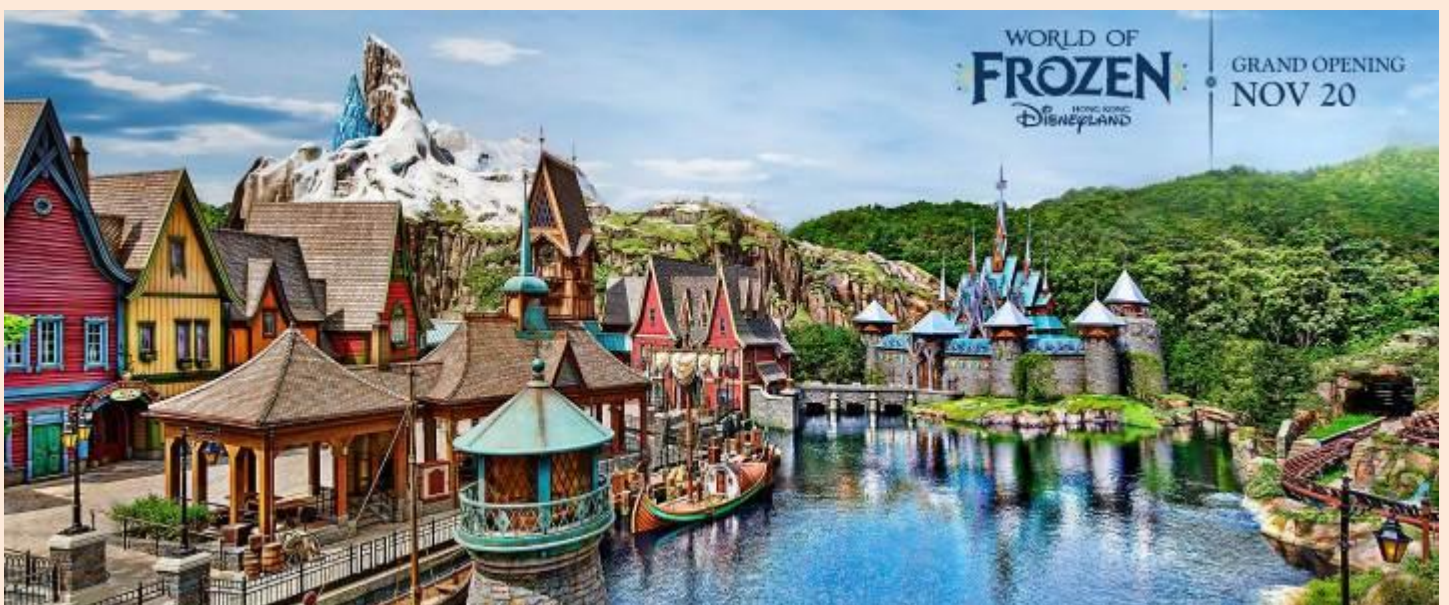 WORLD OF
FROZEN
HONG KONG
DISNEYLAND
GRAND OPENING
NOV 20